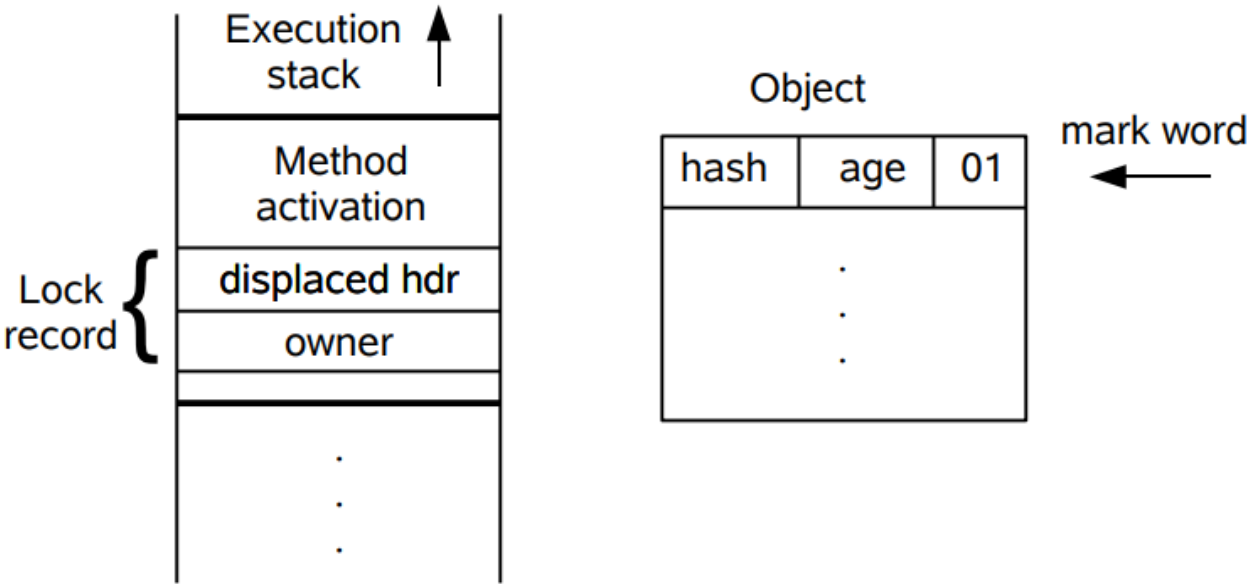 Execution
stack
Method
activation
Lock
record
displaced hdr
owner
Object
mark word
hash age 01